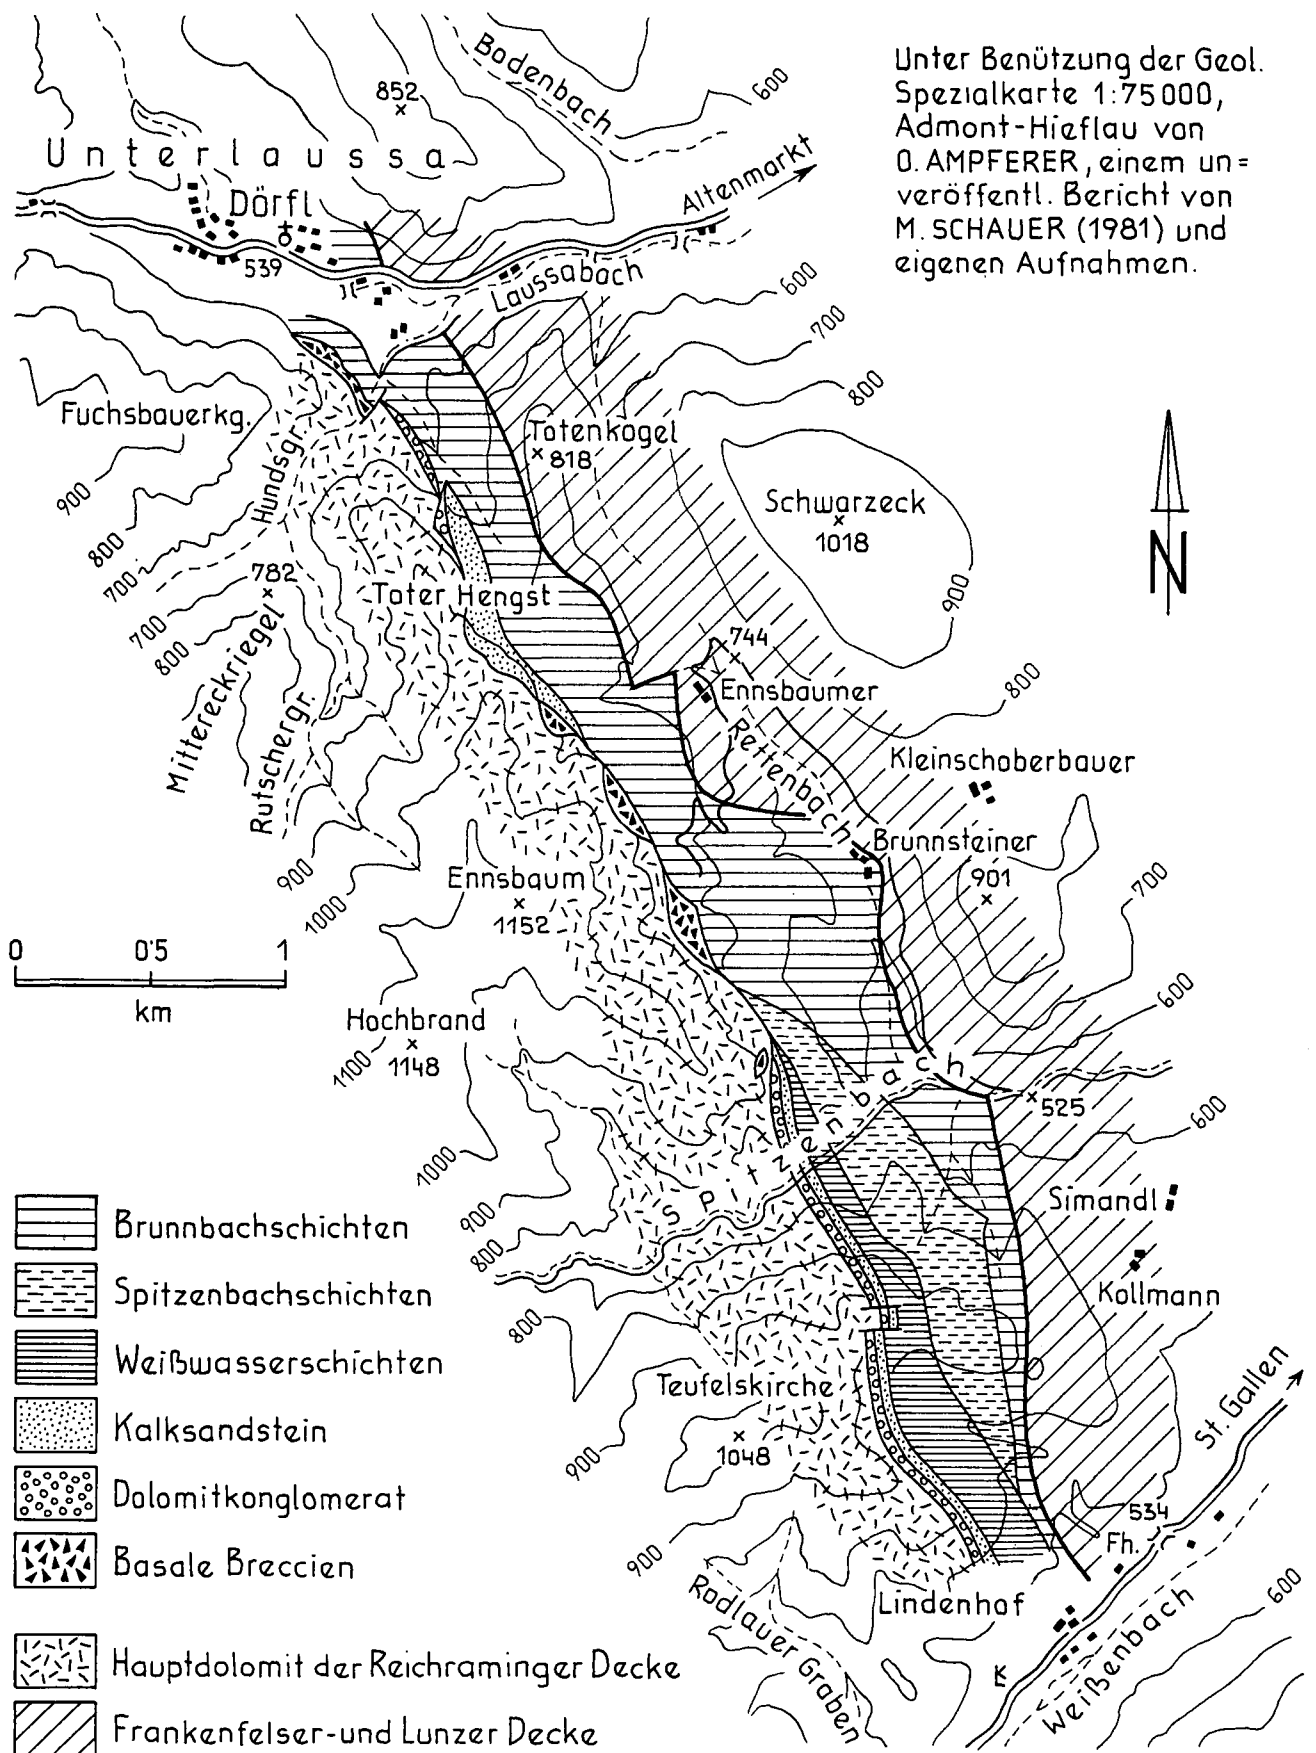 Unter Benützung der Geol.
Spezialkarte 1:75000,
Admont-Hieflau von
O. AMPFERER, einem un=
veröffentl. Bericht von
M. SCHAUER (1981) und
eigenen Aufnahmen.
Bodenbach
852
600
Unterlaussa
Altenmarkt
Dörfl
539
Laussabach
600
700
800
Fuchsbauerkg.
Totenkogel
818
Hundsgr.
900
Schwarzeck
1018
N
800
700
782
Toter Hengst
900
700
800
744
Mittereckriegel
Ennsbaumer
800
Rutschergr.
Rettenbach
Kleinschoberbauer
Brunnsteiner
900
Ennsbaum
901
700
1000
1152
0 0'5 1
km
600
Hochbrand
1148
1100
525
600
Spitzenbach
1000
Simandl
900
800
Kollmann
800
Teufelskirche
St. Gallen
900
1048
534
Fh.
900
Lindenhof
600
Rodlauer Graben
Weißenbach
Brunnbachschichten
Spitzenbachschichten
Weißwasserschichten
Kalksandstein
Dolomitkonglomerat
Basale Breccien
Hauptdolomit der Reichraminger Decke
Frankenfelser-und Lunzer Decke